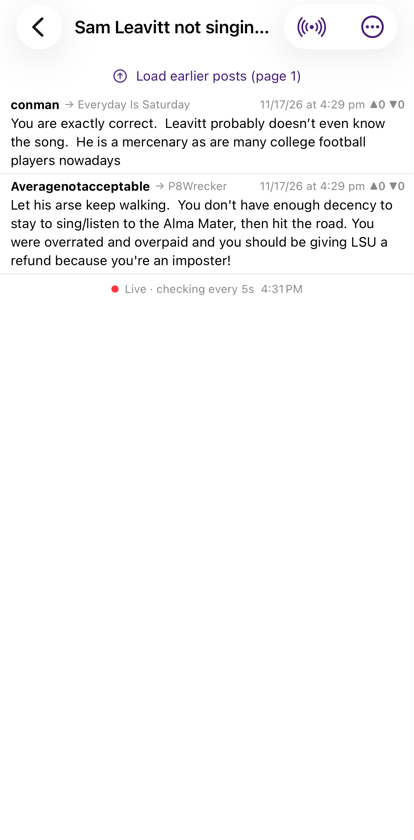 Sam Leavitt not singin...
Load earlier posts (page 1)
conman → Everyday Is Saturday 11/17/26 at 4:29 pm ▲0 ▼0
You are exactly correct.  Leavitt probably doesn't even know
the song.  He is a mercenary as are many college football
players nowadays
Averagenotacceptable → P8Wrecker 11/17/26 at 4:29 pm ▲0 ▼0
Let his arse keep walking.  You don't have enough decency to
stay to sing/listen to the Alma Mater, then hit the road. You
were overrated and overpaid and you should be giving LSU a
refund because you're an imposter!
Live · checking every 5s  4:31 PM